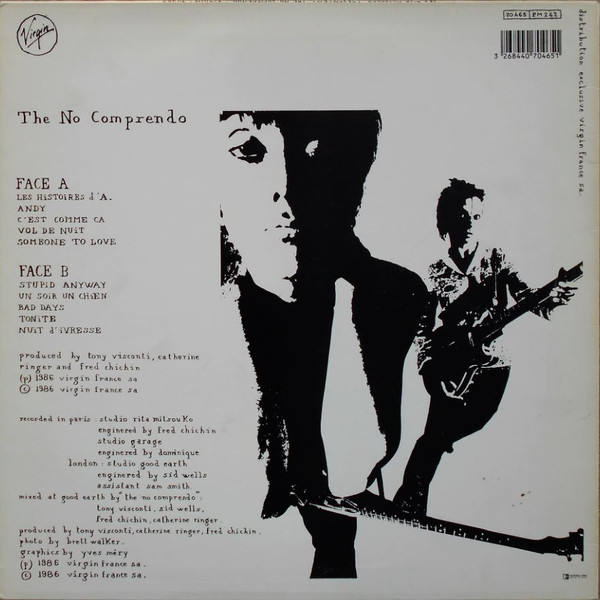 Virgin
70465 PM 262
3 268440 704651
distribution exclusive virgin france sa.
The No Comprendo
FACE A
LES HISTOIRES d'A.
ANDY
C'EST COMME CA
VOL DE NUIT
SOMEONE TO LOVE
FACE B
STUPID ANYWAY
UN SOIR UN CHIEN
BAD DAYS
TONITE
NUIT d'IVRESSE
produced by tony visconti, catherine
ringer and fred chichin
(p) 1986 virgin france sa
© 1986 virgin france sa
recorded in paris : studio rita mitsouko
enginered by fred chichin
studio garage
enginered by dominique
london : studio good earth
enginered by sid wells
assistant sam smith.
mixed at good earth by "the no comprendo":
tony visconti, sid wells,
fred chichin, catherine ringer.
produced by tony visconti, catherine ringer, fred chichin.
photo by brett walker.
graphics by yves méry
(p) 1986 virgin france sa.
© 1986 virgin france sa.